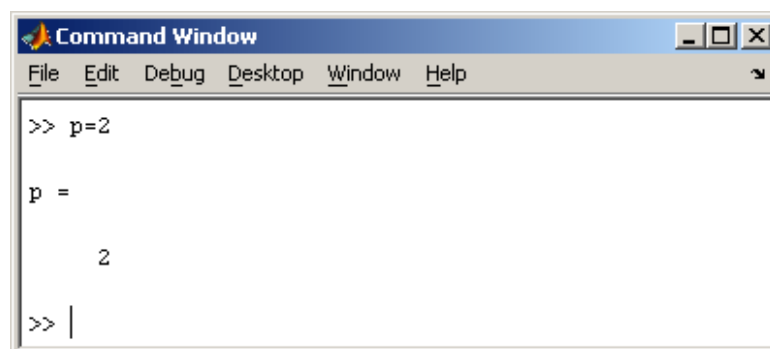 Command Window
File Edit Debug Desktop Window Help
>> p=2
p =
2
>>